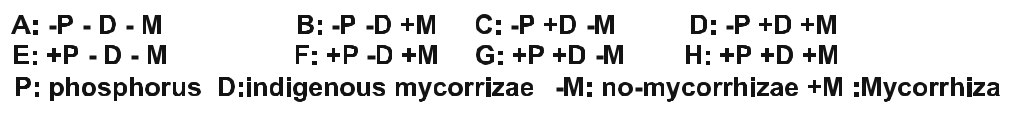 A: -P - D - M B: -P -D +M C: -P +D -M D: -P +D +M
E: +P - D - M F: +P -D +M G: +P +D -M H: +P +D +M
P: phosphorus D:indigenous mycorrizae -M: no-mycorrhizae +M :Mycorrhiza